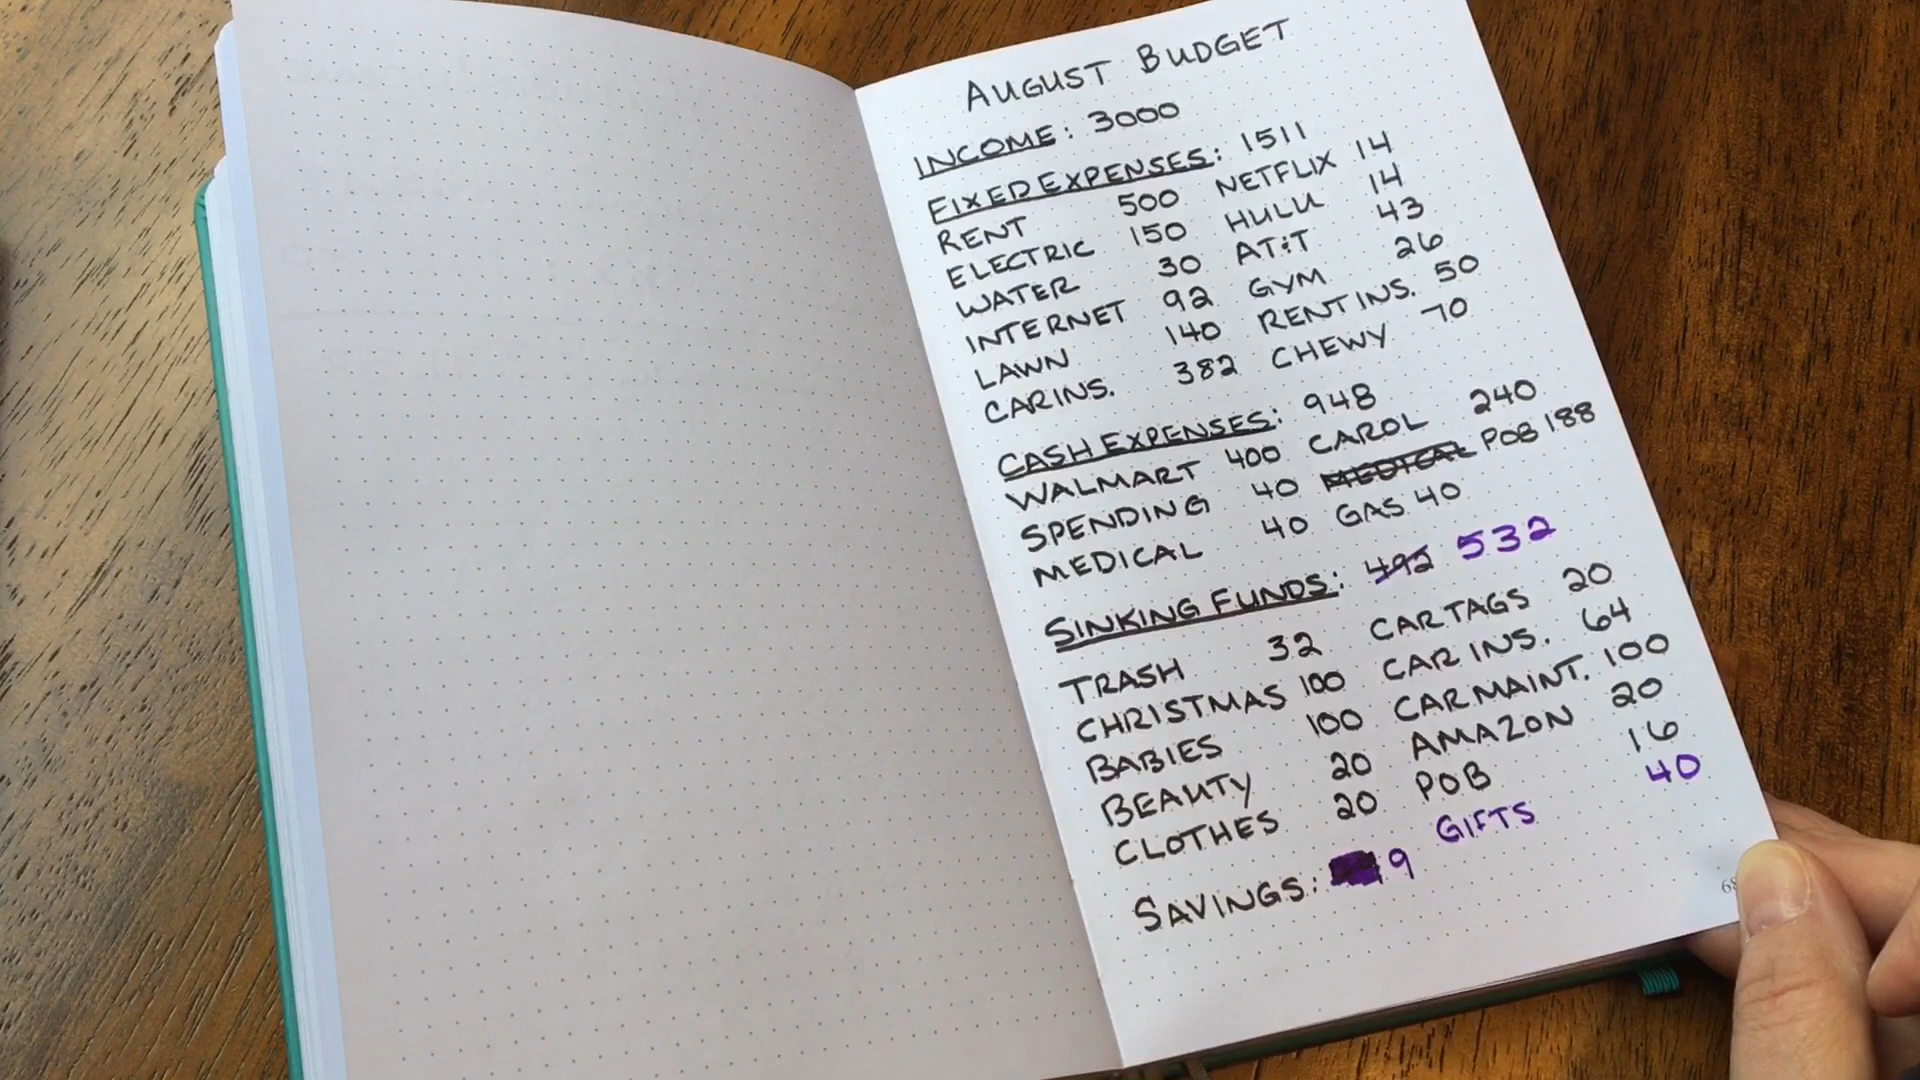 AUGUST BUDGET
INCOME: 3000
FIXED EXPENSES: 1511
RENT 500 NETFLIX 14
ELECTRIC 150 HULU 14
WATER 30 AT&T 43
INTERNET 92 GYM 26
LAWN 140 RENT INS. 50
CAR INS. 382 CHEWY 70
CASH EXPENSES: 948
WALMART 400 CAROL 240
SPENDING 40 MEDICAL POB 188
MEDICAL 40 GAS 40
SINKING FUNDS: 492 532
TRASH 32 CAR TAGS 20
CHRISTMAS 100 CAR INS. 64
BABIES 100 CAR MAINT. 100
BEAUTY 20 AMAZON 20
CLOTHES 20 POB 16
GIFTS 40
SAVINGS: 9